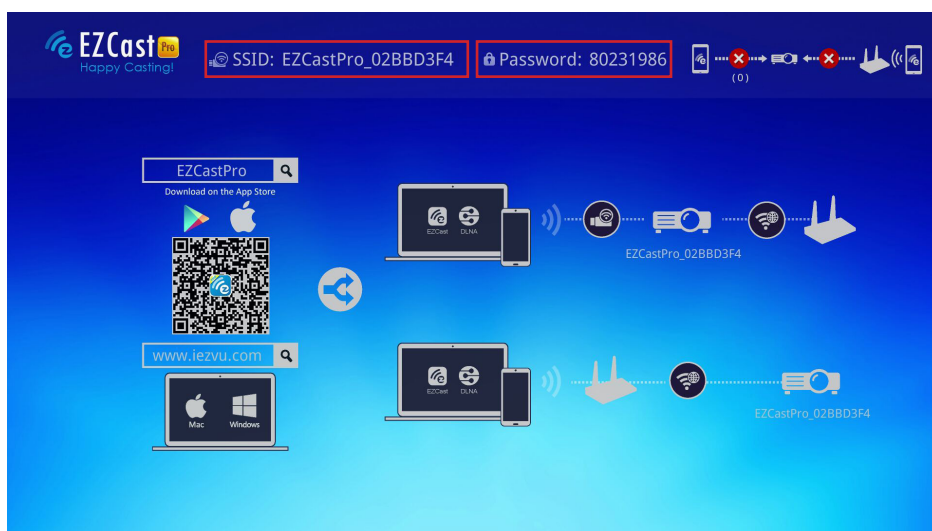 EZCast Pro
Happy Casting!
SSID: EZCastPro_02BBD3F4
Password: 80231986
(0)
EZCastPro
Download on the App Store
www.iezvu.com
Mac Windows
EZCast DLNA
EZCastPro_02BBD3F4
EZCast DLNA
EZCastPro_02BBD3F4